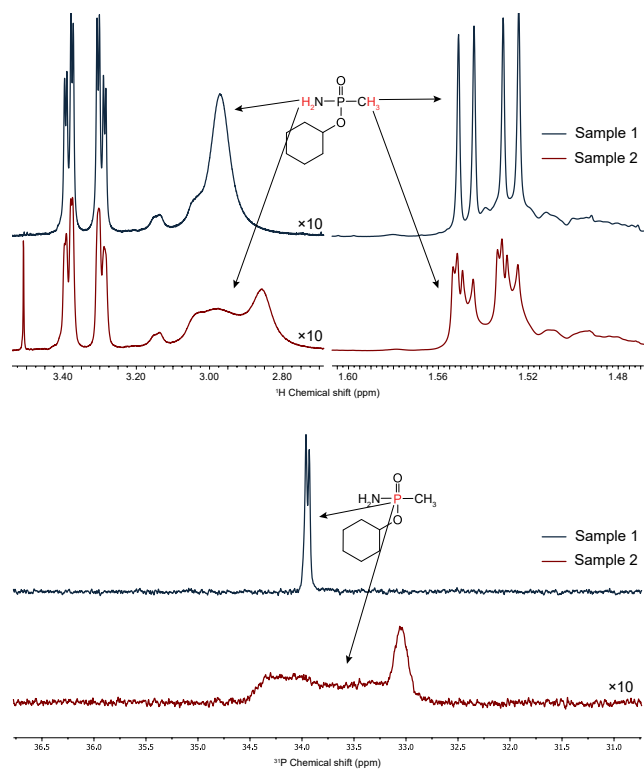 O
H₂N P CH₃
O
Sample 1
Sample 2
×10
×10
3.40 3.20 3.00 2.80 1.60 1.56 1.52 1.48
¹H Chemical shift (ppm)
O
H₂N P CH₃
O
Sample 1
Sample 2
×10
36.5 35.5 35.0 34.5 34.0 33.5 33.0 32.5 32.0 31.5 31.0
³¹P Chemical shift (ppm)